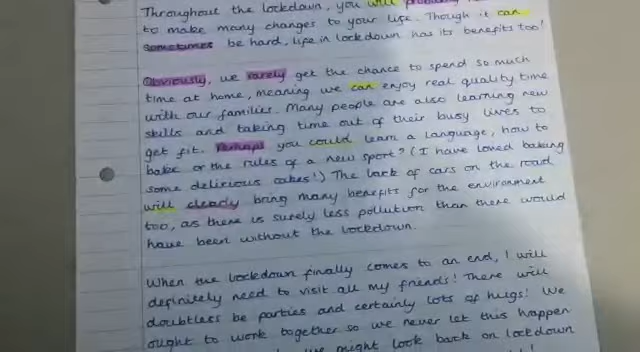 Throughout the lockdown, you will probably need
to make many changes to your life. Though it can
sometimes be hard, life in lockdown has its benefits too!
Obviously, we rarely get the chance to spend so much
time at home, meaning we can enjoy real quality time
with our families. Many people are also learning new
skills and taking time out of their busy lives to
get fit. Perhaps you could learn a language, how to
bake or the rules of a new sport? (I have loved baking
some delicious cakes!) The lack of cars on the road
will clearly bring many benefits for the environment
too, as there is surely less pollution than there would
have been without the lockdown.
When the lockdown finally comes to an end, I will
definitely need to visit all my friends! There will
doubtless be parties and certainly lots of hugs! We
ought to work together so we never let this happen
we might look back on lockdown